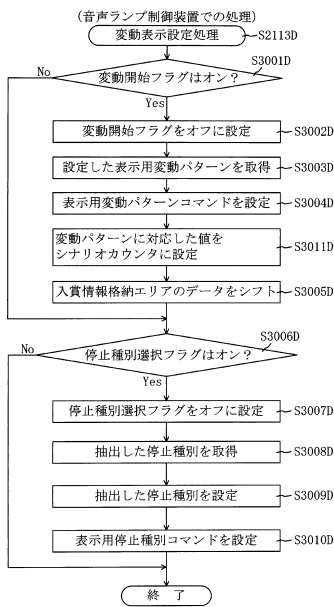 (音声ランプ制御装置での処理)
変動表示設定処理 S2113D
S3001D
No 変動開始フラグはオン？
Yes
変動開始フラグをオフに設定 S3002D
設定した表示用変動パターンを取得 S3003D
表示用変動パターンコマンドを設定 S3004D
変動パターンに対応した値を
シナリオカウンタに設定 S3011D
入賞情報格納エリアのデータをシフト S3005D
S3006D
No 停止種別選択フラグはオン？
Yes
停止種別選択フラグをオフに設定 S3007D
抽出した停止種別を取得 S3008D
抽出した停止種別を設定 S3009D
表示用停止種別コマンドを設定 S3010D
終 了